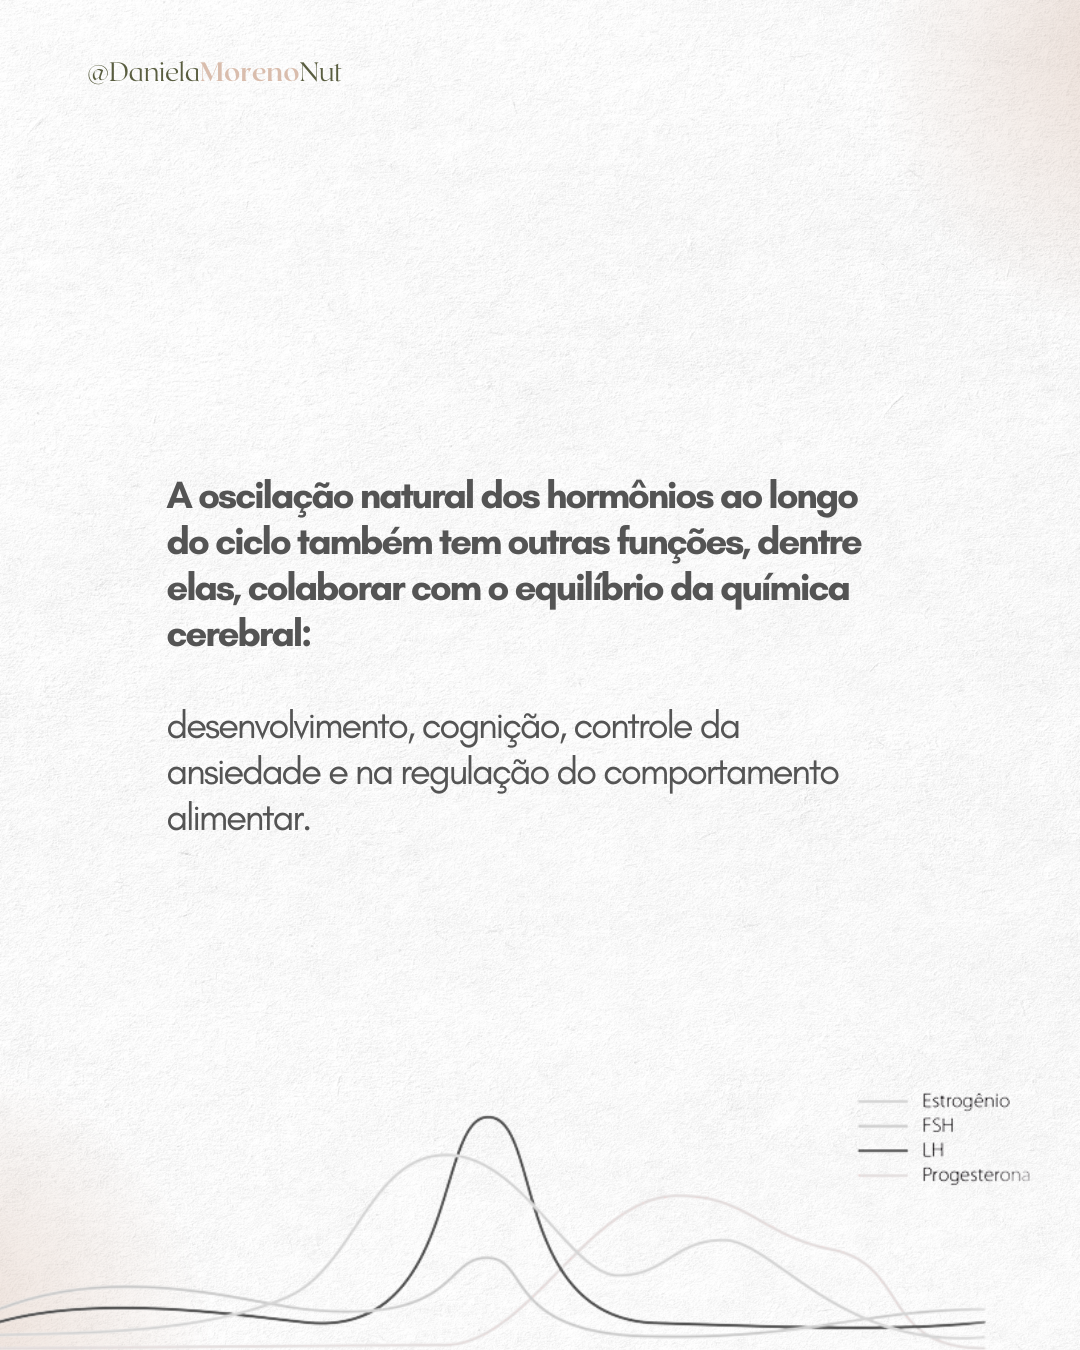 @DanielaMorenoNut
A oscilação natural dos hormônios ao longo
do ciclo também tem outras funções, dentre
elas, colaborar com o equilíbrio da química
cerebral:
desenvolvimento, cognição, controle da
ansiedade e na regulação do comportamento
alimentar.
Estrogênio
FSH
LH
Progesterona